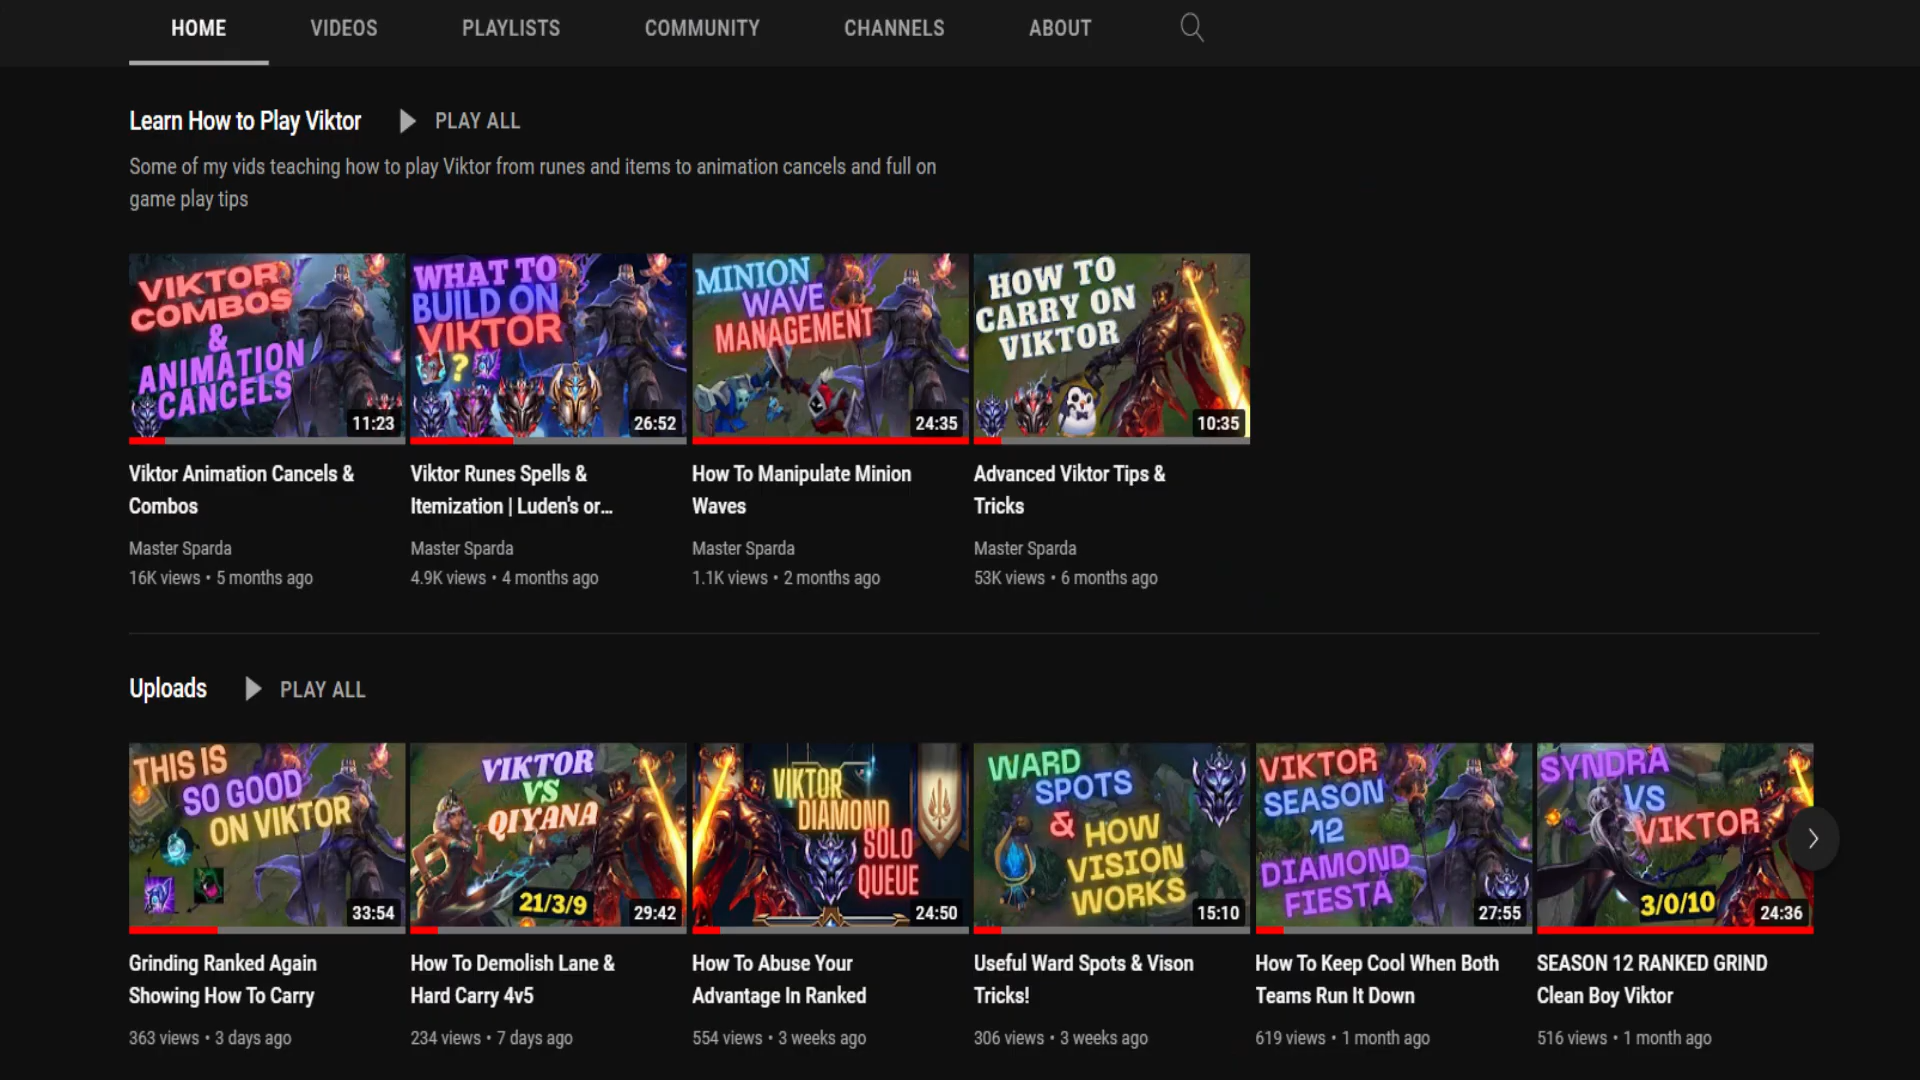 HOME
VIDEOS
PLAYLISTS
COMMUNITY
CHANNELS
ABOUT
Learn How to Play Viktor
PLAY ALL
Some of my vids teaching how to play Viktor from runes and items to animation cancels and full on
game play tips
VIKTOR
COMBOS
&
ANIMATION
CANCELS
11:23
WHAT TO
BUILD ON
VIKTOR
?
26:52
MINION
WAVE
MANAGEMENT
24:35
HOW TO
CARRY ON
VIKTOR
10:35
Viktor Animation Cancels &
Combos
Master Sparda
16K views • 5 months ago
Viktor Runes Spells &
Itemization | Luden's or...
Master Sparda
4.9K views • 4 months ago
How To Manipulate Minion
Waves
Master Sparda
1.1K views • 2 months ago
Advanced Viktor Tips &
Tricks
Master Sparda
53K views • 6 months ago
Uploads
PLAY ALL
THIS IS
SO GOOD
ON VIKTOR
33:54
VIKTOR
VS
QIYANA
21/3/9
29:42
VIKTOR
DIAMOND
SOLO
QUEUE
24:50
WARD
SPOTS
& HOW
VISION
WORKS
15:10
VIKTOR
SEASON
12
DIAMOND
FIESTA
27:55
SYNDRA
VS
VIKTOR
3/0/10
24:36
Grinding Ranked Again
Showing How To Carry
363 views • 3 days ago
How To Demolish Lane &
Hard Carry 4v5
234 views • 7 days ago
How To Abuse Your
Advantage In Ranked
554 views • 3 weeks ago
Useful Ward Spots & Vison
Tricks!
306 views • 3 weeks ago
How To Keep Cool When Both
Teams Run It Down
619 views • 1 month ago
SEASON 12 RANKED GRIND
Clean Boy Viktor
516 views • 1 month ago